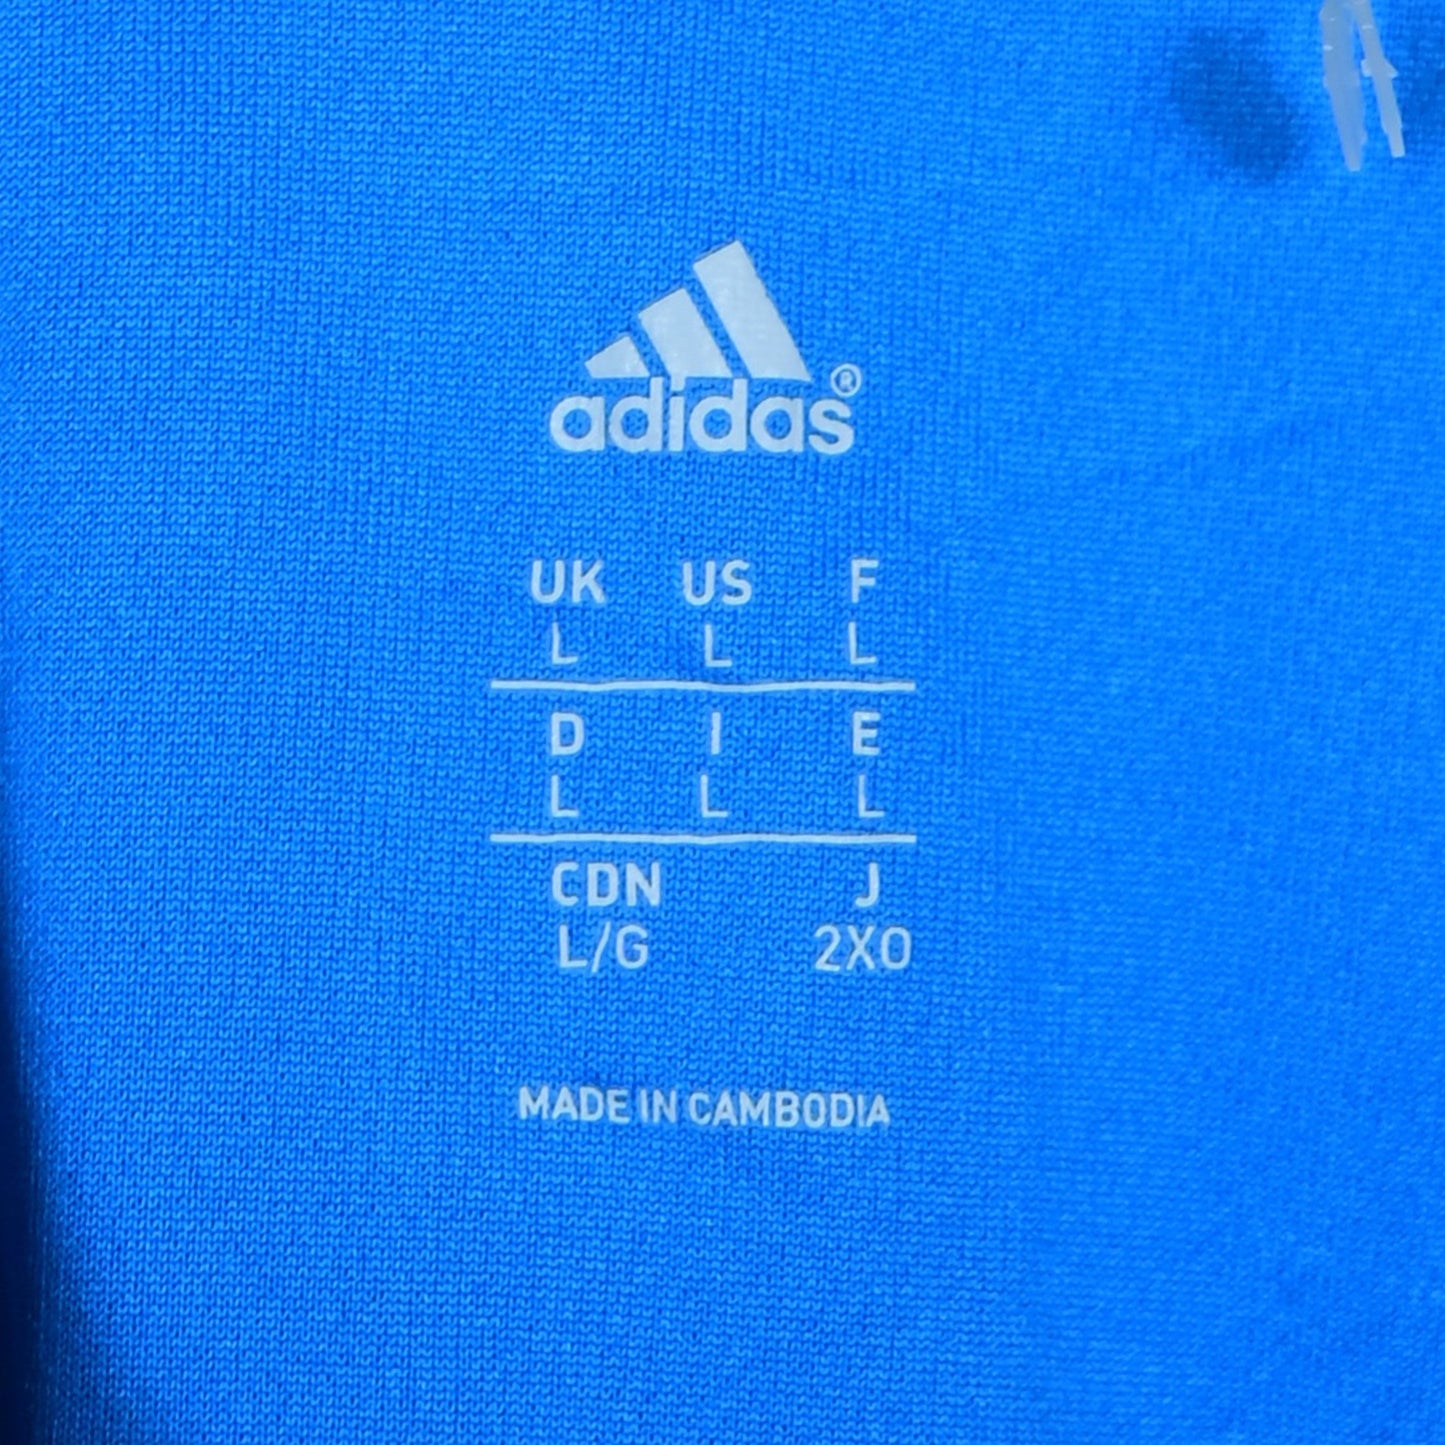 adidas®
UK US F
L L L
D I E
L L L
CDN J
L/G 2XO
MADE IN CAMBODIA